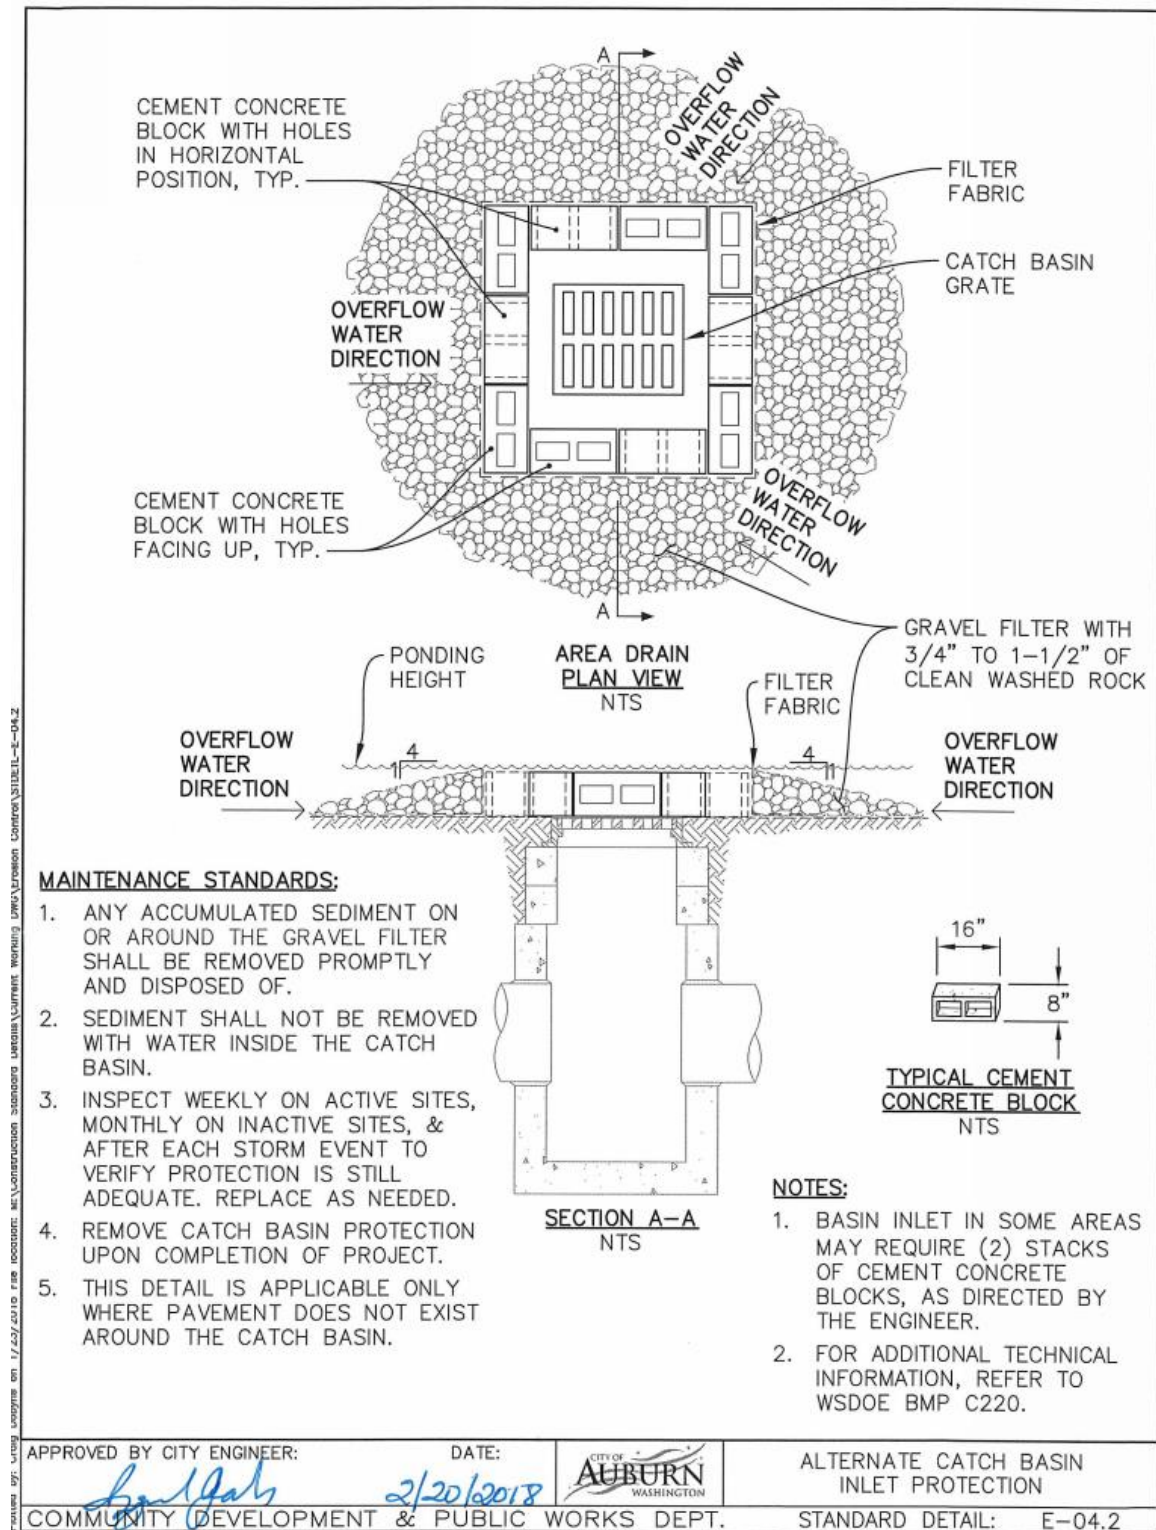 A
OVERFLOW
WATER
DIRECTION
CEMENT CONCRETE
BLOCK WITH HOLES
IN HORIZONTAL
POSITION, TYP.
FILTER
FABRIC
CATCH BASIN
GRATE
OVERFLOW
WATER
DIRECTION
CEMENT CONCRETE
BLOCK WITH HOLES
FACING UP, TYP.
OVERFLOW
WATER
DIRECTION
A
GRAVEL FILTER WITH
3/4" TO 1-1/2" OF
CLEAN WASHED ROCK
AREA DRAIN
PLAN VIEW
NTS
PONDING
HEIGHT
FILTER
FABRIC
OVERFLOW
WATER
DIRECTION
4
1
4
1
OVERFLOW
WATER
DIRECTION
MAINTENANCE STANDARDS:
1. ANY ACCUMULATED SEDIMENT ON
OR AROUND THE GRAVEL FILTER
SHALL BE REMOVED PROMPTLY
AND DISPOSED OF.
2. SEDIMENT SHALL NOT BE REMOVED
WITH WATER INSIDE THE CATCH
BASIN.
3. INSPECT WEEKLY ON ACTIVE SITES,
MONTHLY ON INACTIVE SITES, &
AFTER EACH STORM EVENT TO
VERIFY PROTECTION IS STILL
ADEQUATE. REPLACE AS NEEDED.
4. REMOVE CATCH BASIN PROTECTION
UPON COMPLETION OF PROJECT.
5. THIS DETAIL IS APPLICABLE ONLY
WHERE PAVEMENT DOES NOT EXIST
AROUND THE CATCH BASIN.
SECTION A-A
NTS
16"
8"
TYPICAL CEMENT
CONCRETE BLOCK
NTS
NOTES:
1. BASIN INLET IN SOME AREAS
MAY REQUIRE (2) STACKS
OF CEMENT CONCRETE
BLOCKS, AS DIRECTED BY
THE ENGINEER.
2. FOR ADDITIONAL TECHNICAL
INFORMATION, REFER TO
WSDOE BMP C220.
APPROVED BY CITY ENGINEER:
DATE:
2/20/2018
CITY OF
AUBURN
WASHINGTON
ALTERNATE CATCH BASIN
INLET PROTECTION
COMMUNITY DEVELOPMENT & PUBLIC WORKS DEPT.
STANDARD DETAIL: E-04.2